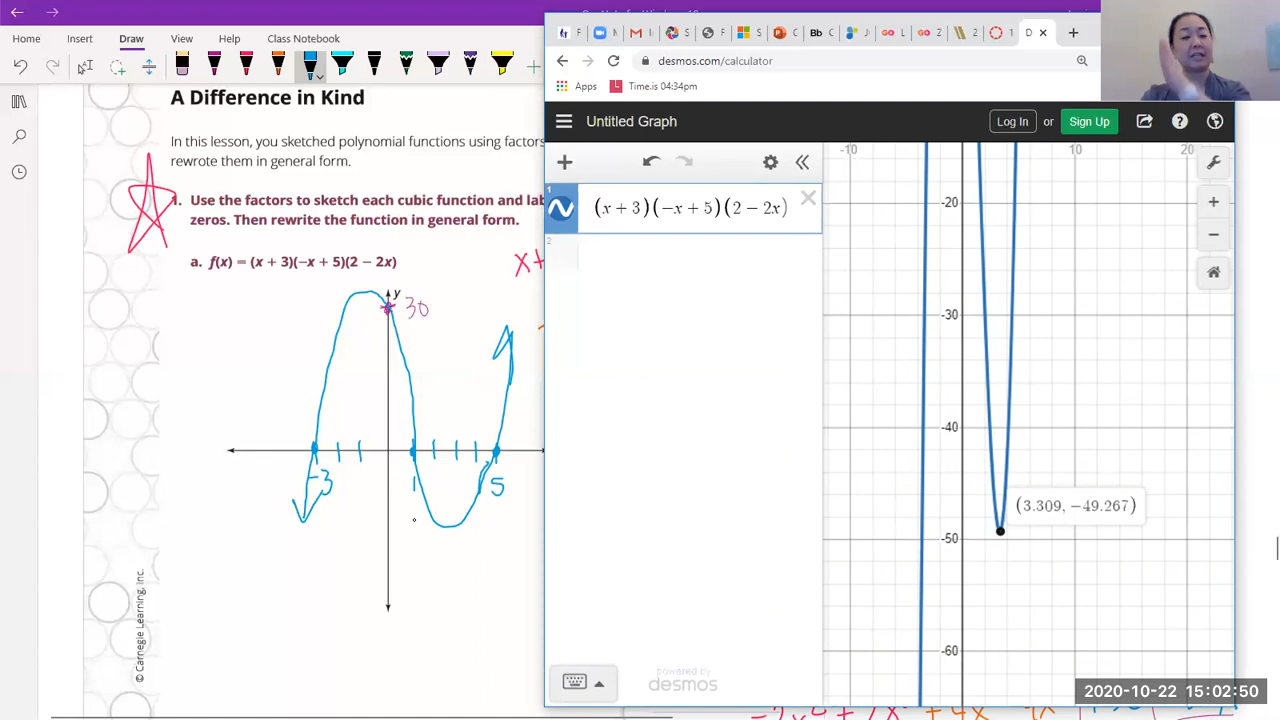 Home Insert Draw View Help Class Notebook
A Difference in Kind
In this lesson, you sketched polynomial functions using factors
rewrote them in general form.
1. Use the factors to sketch each cubic function and lab
zeros. Then rewrite the function in general form.
a. f(x) = (x + 3)(−x + 5)(2 − 2x)
x+
y
30
-3
1
5
© Carnegie Learning, Inc.
desmos.com/calculator
Apps Time.is 04:34pm
Untitled Graph
Log In or Sign Up
1
(x + 3)(−x + 5)(2 − 2x)
2
powered by
desmos
-10 10 20
-20
-30
-40
(3.309, −49.267)
-50
-60
2020-10-22 15:02:50